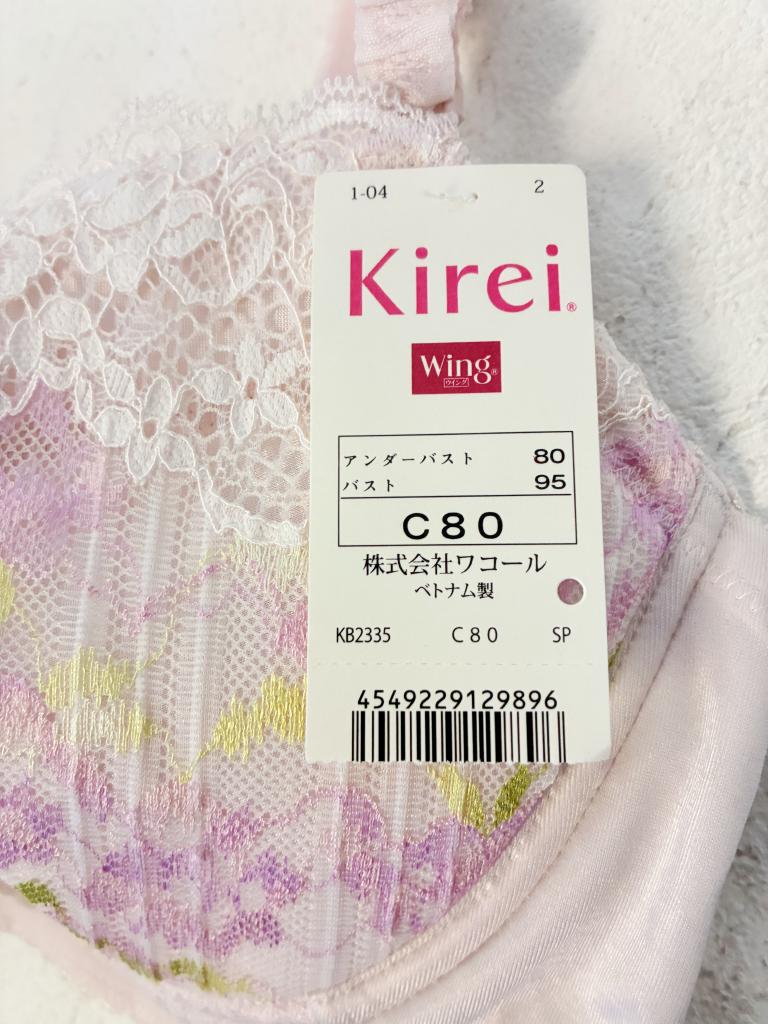 1-04 2
Kirei®
Wing®
ウイング
アンダーバスト 80
バスト 95
C80
株式会社ワコール
ベトナム製
KB2335 C80 SP
4549229129896